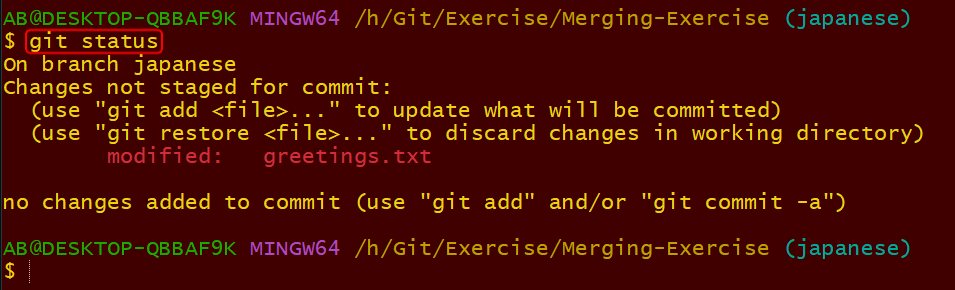 AB@DESKTOP-QBBAF9K MINGW64 /h/Git/Exercise/Merging-Exercise (japanese)
$ git status
On branch japanese
Changes not staged for commit:
  (use "git add <file>..." to update what will be committed)
  (use "git restore <file>..." to discard changes in working directory)
        modified:   greetings.txt

no changes added to commit (use "git add" and/or "git commit -a")

AB@DESKTOP-QBBAF9K MINGW64 /h/Git/Exercise/Merging-Exercise (japanese)
$